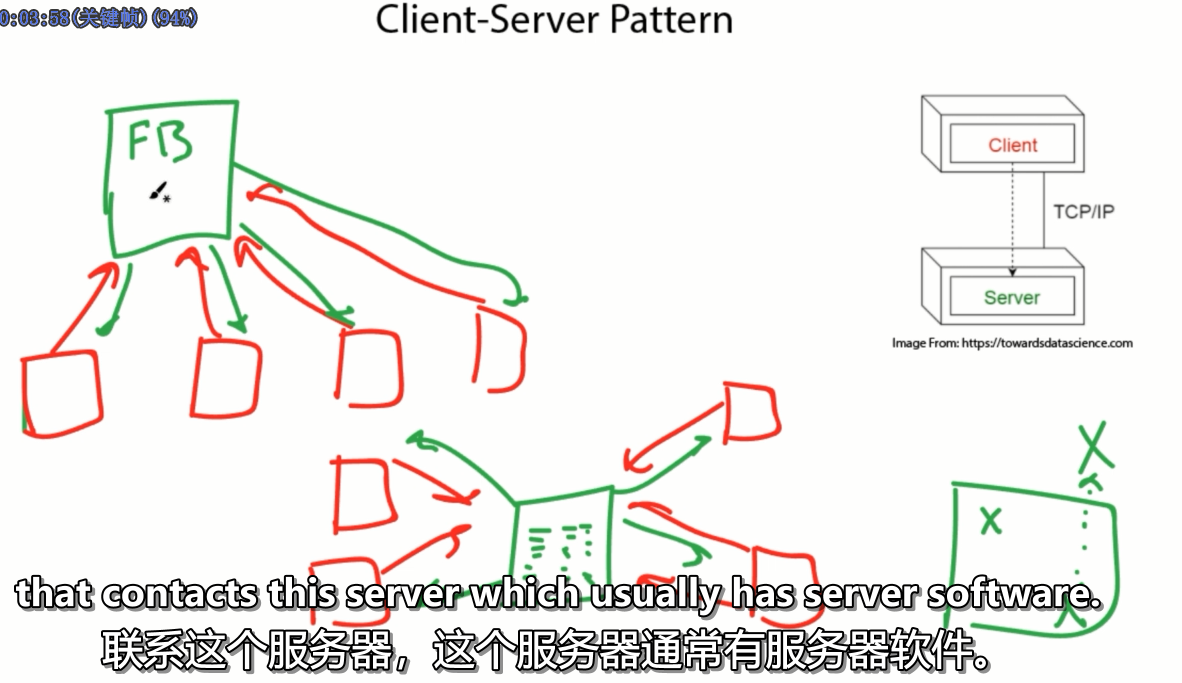 0:03:58(关键帧)(94%)
Client-Server Pattern
FB
Client
TCP/IP
Server
Image From: https://towardsdatascience.com
X
X
that contacts this server which usually has server software.
联系这个服务器，这个服务器通常有服务器软件。